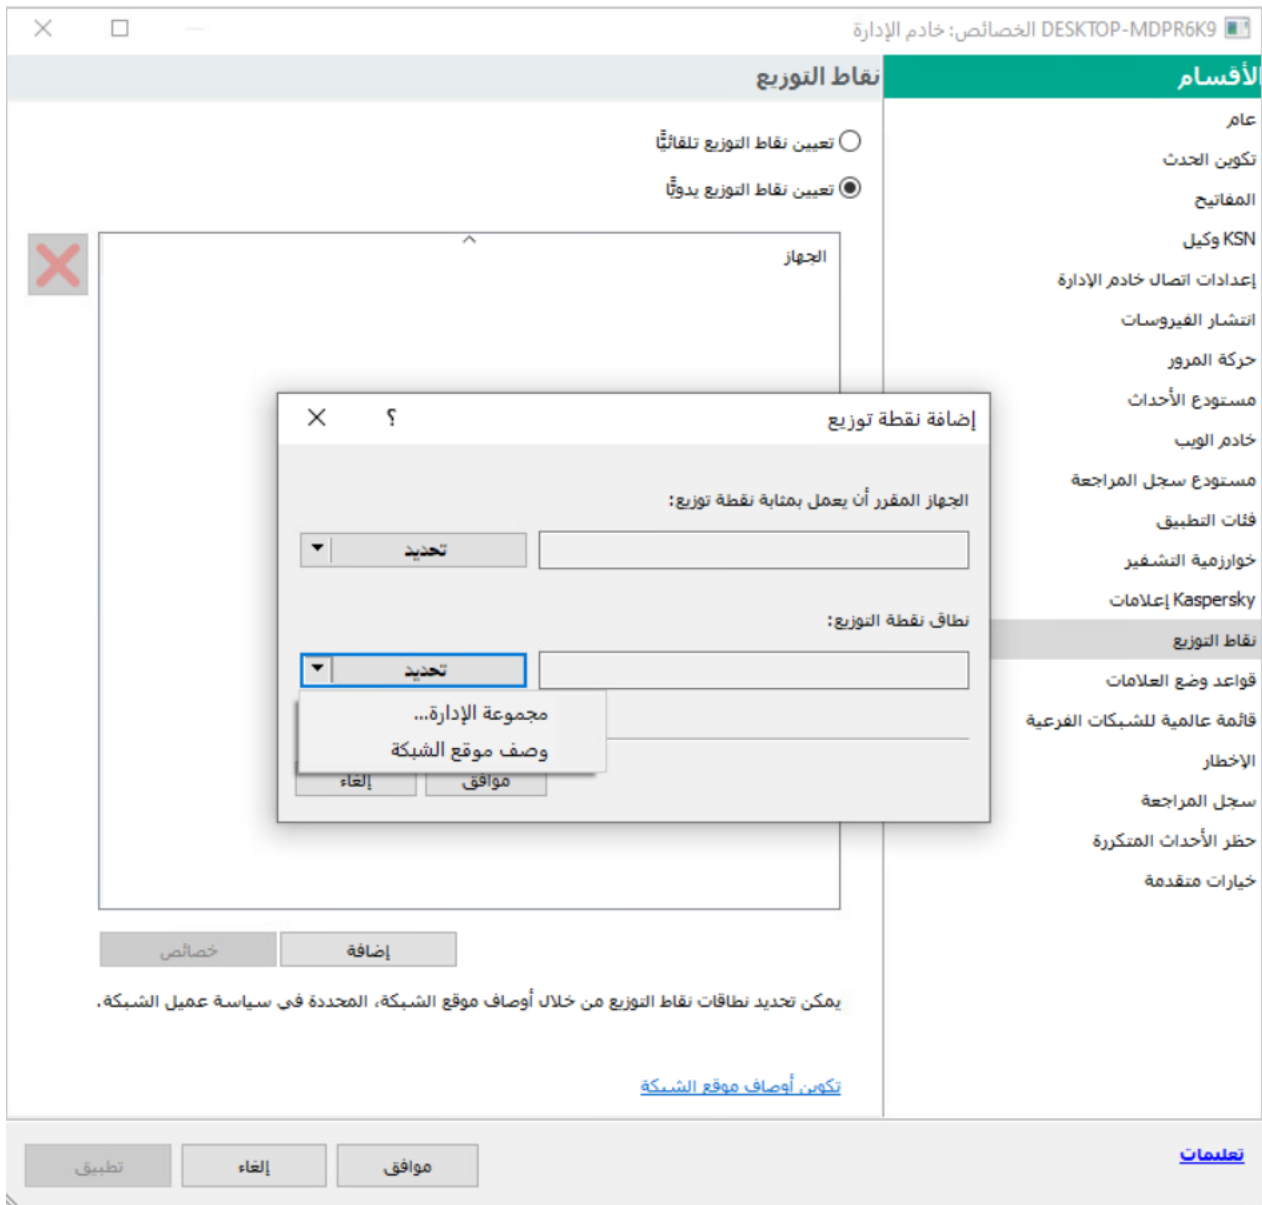 DESKTOP-MDPR6K9 الخصائص: خادم الإدارة
الأقسام
عام
تكوين الحدث
المفاتيح
KSN وكيل
إعدادات اتصال خادم الإدارة
انتشار الفيروسات
حركة المرور
مستودع الأحداث
خادم الويب
مستودع سجل المراجعة
فئات التطبيق
خوارزمية التشفير
Kaspersky إعلامات
نقاط التوزيع
قواعد وضع العلامات
قائمة عالمية للشبكات الفرعية
الإخطار
سجل المراجعة
حظر الأحداث المتكررة
خيارات متقدمة
نقاط التوزيع
تعيين نقاط التوزيع تلقائيًّا
تعيين نقاط التوزيع يدويًّا
الجهاز
إضافة نقطة توزيع
؟
الجهاز المقرر أن يعمل بمثابة نقطة توزيع:
تحديد
نطاق نقطة التوزيع:
تحديد
مجموعة الإدارة...
وصف موقع الشبكة
موافق
إلغاء
إضافة
خصائص
يمكن تحديد نطاقات نقاط التوزيع من خلال أوصاف موقع الشبكة، المحددة في سياسة عميل الشبكة.
تكوين أوصاف موقع الشبكة
تعليمات
موافق
إلغاء
تطبيق